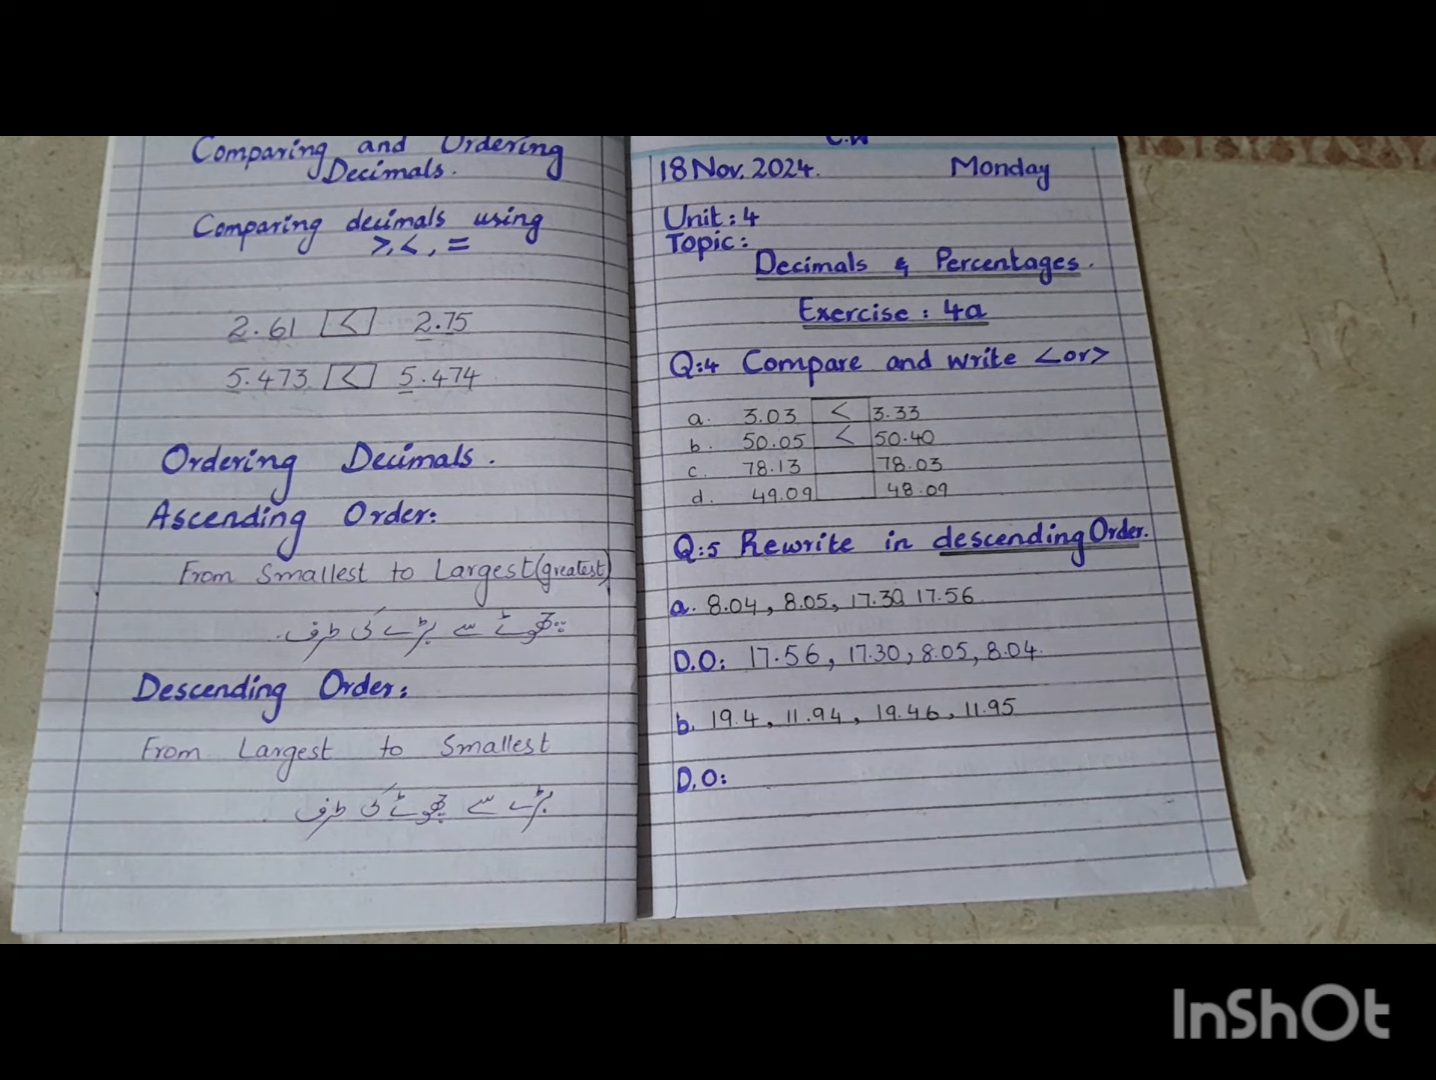 Comparing and Ordering
Decimals.
Comparing decimals using
>, <, =
2.61 < 2.75
5.473 < 5.474
Ordering Decimals.
Ascending Order:
From Smallest to Largest(greatest)
چھوٹے سے بڑے کی طرف.
Descending Order:
From Largest to Smallest
بڑے سے چھوٹے کی طرف.
C.W
18 Nov. 2024. Monday
Unit: 4
Topic:
Decimals & Percentages.
Exercise: 4a
Q:4 Compare and write <or>
a. 3.03 < 3.33
b. 50.05 < 50.40
c. 78.13 78.03
d. 49.09 48.09
Q:5 Rewrite in descending Order.
a. 8.04, 8.05, 17.30 17.56
D.O: 17.56, 17.30, 8.05, 8.04.
b. 19.4, 11.94, 19.46, 11.95
D.O:
InShOt